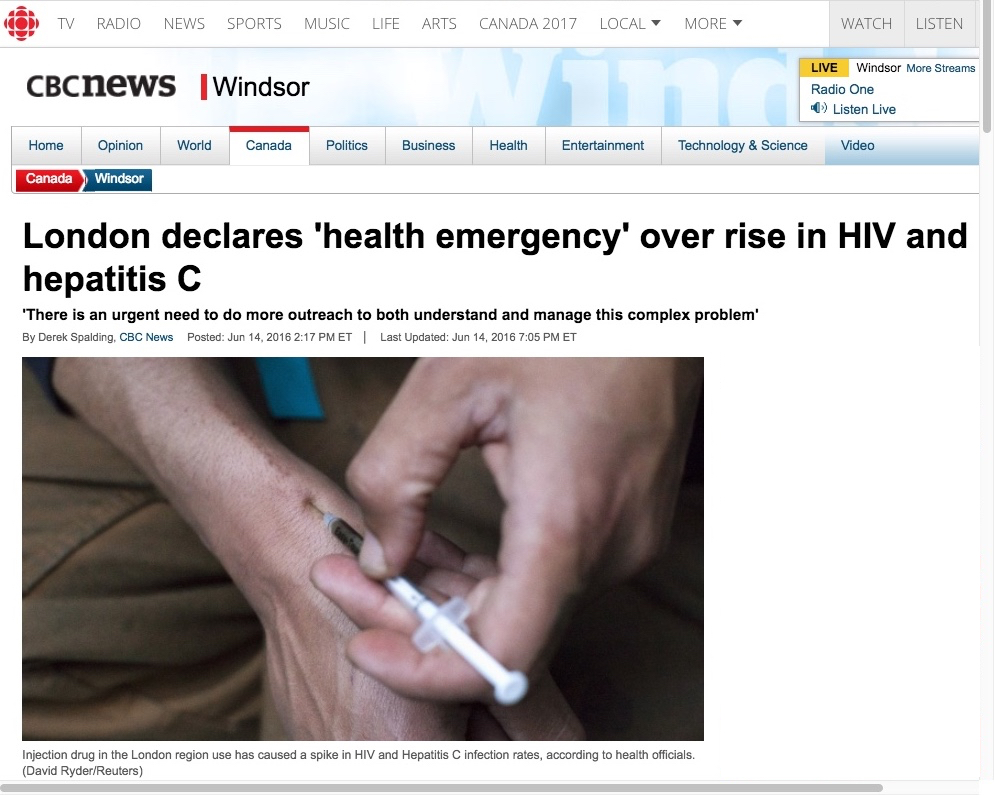 TV RADIO NEWS SPORTS MUSIC LIFE ARTS CANADA 2017 LOCAL MORE WATCH LISTEN
CBCnews Windsor
LIVE Windsor More Streams
Radio One
Listen Live
Home Opinion World Canada Politics Business Health Entertainment Technology & Science Video
Canada Windsor
London declares 'health emergency' over rise in HIV and
hepatitis C
'There is an urgent need to do more outreach to both understand and manage this complex problem'
By Derek Spalding, CBC News Posted: Jun 14, 2016 2:17 PM ET | Last Updated: Jun 14, 2016 7:05 PM ET
Injection drug in the London region use has caused a spike in HIV and Hepatitis C infection rates, according to health officials.
(David Ryder/Reuters)